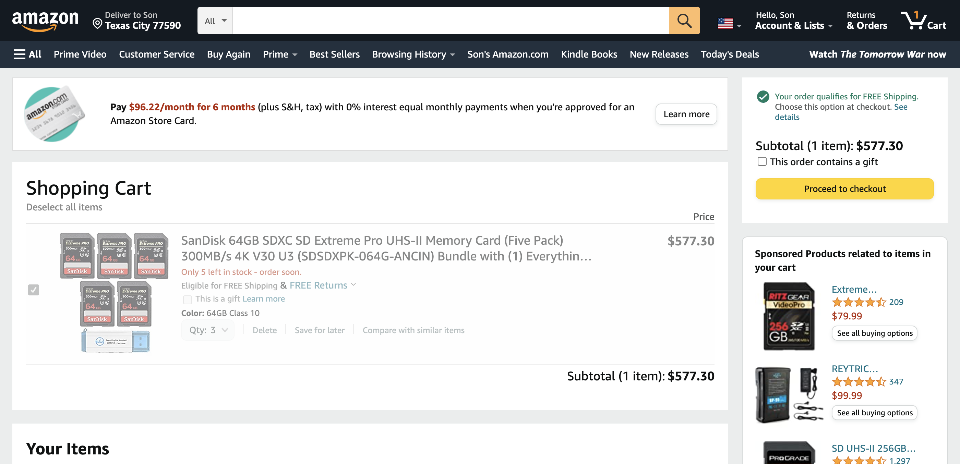 amazon
Deliver to Son
Texas City 77590
All
Hello, Son
Account & Lists
Returns
& Orders
1
Cart
All
Prime Video
Customer Service
Buy Again
Prime
Best Sellers
Browsing History
Son's Amazon.com
Kindle Books
New Releases
Today's Deals
Watch The Tomorrow War now
amazon.com
Pay $96.22/month for 6 months (plus S&H, tax) with 0% interest equal monthly payments when you're approved for an
Amazon Store Card.
Learn more
Your order qualifies for FREE Shipping.
Choose this option at checkout. See
details
Subtotal (1 item): $577.30
This order contains a gift
Proceed to checkout
Shopping Cart
Deselect all items
Price
SanDisk 64GB SDXC SD Extreme Pro UHS-II Memory Card (Five Pack)
300MB/s 4K V30 U3 (SDSDXPK-064G-ANCIN) Bundle with (1) Everythin...
$577.30
Only 5 left in stock - order soon.
Eligible for FREE Shipping & FREE Returns
This is a gift Learn more
Color: 64GB Class 10
Qty: 3
Delete
Save for later
Compare with similar items
Subtotal (1 item): $577.30
Your Items
Sponsored Products related to items in
your cart
RITZ GEAR
VideoPro
256
GB
Extreme...
209
$79.99
See all buying options
REYTRIC...
347
$99.99
See all buying options
PROGRADE
SD UHS-II 256GB...
1,297